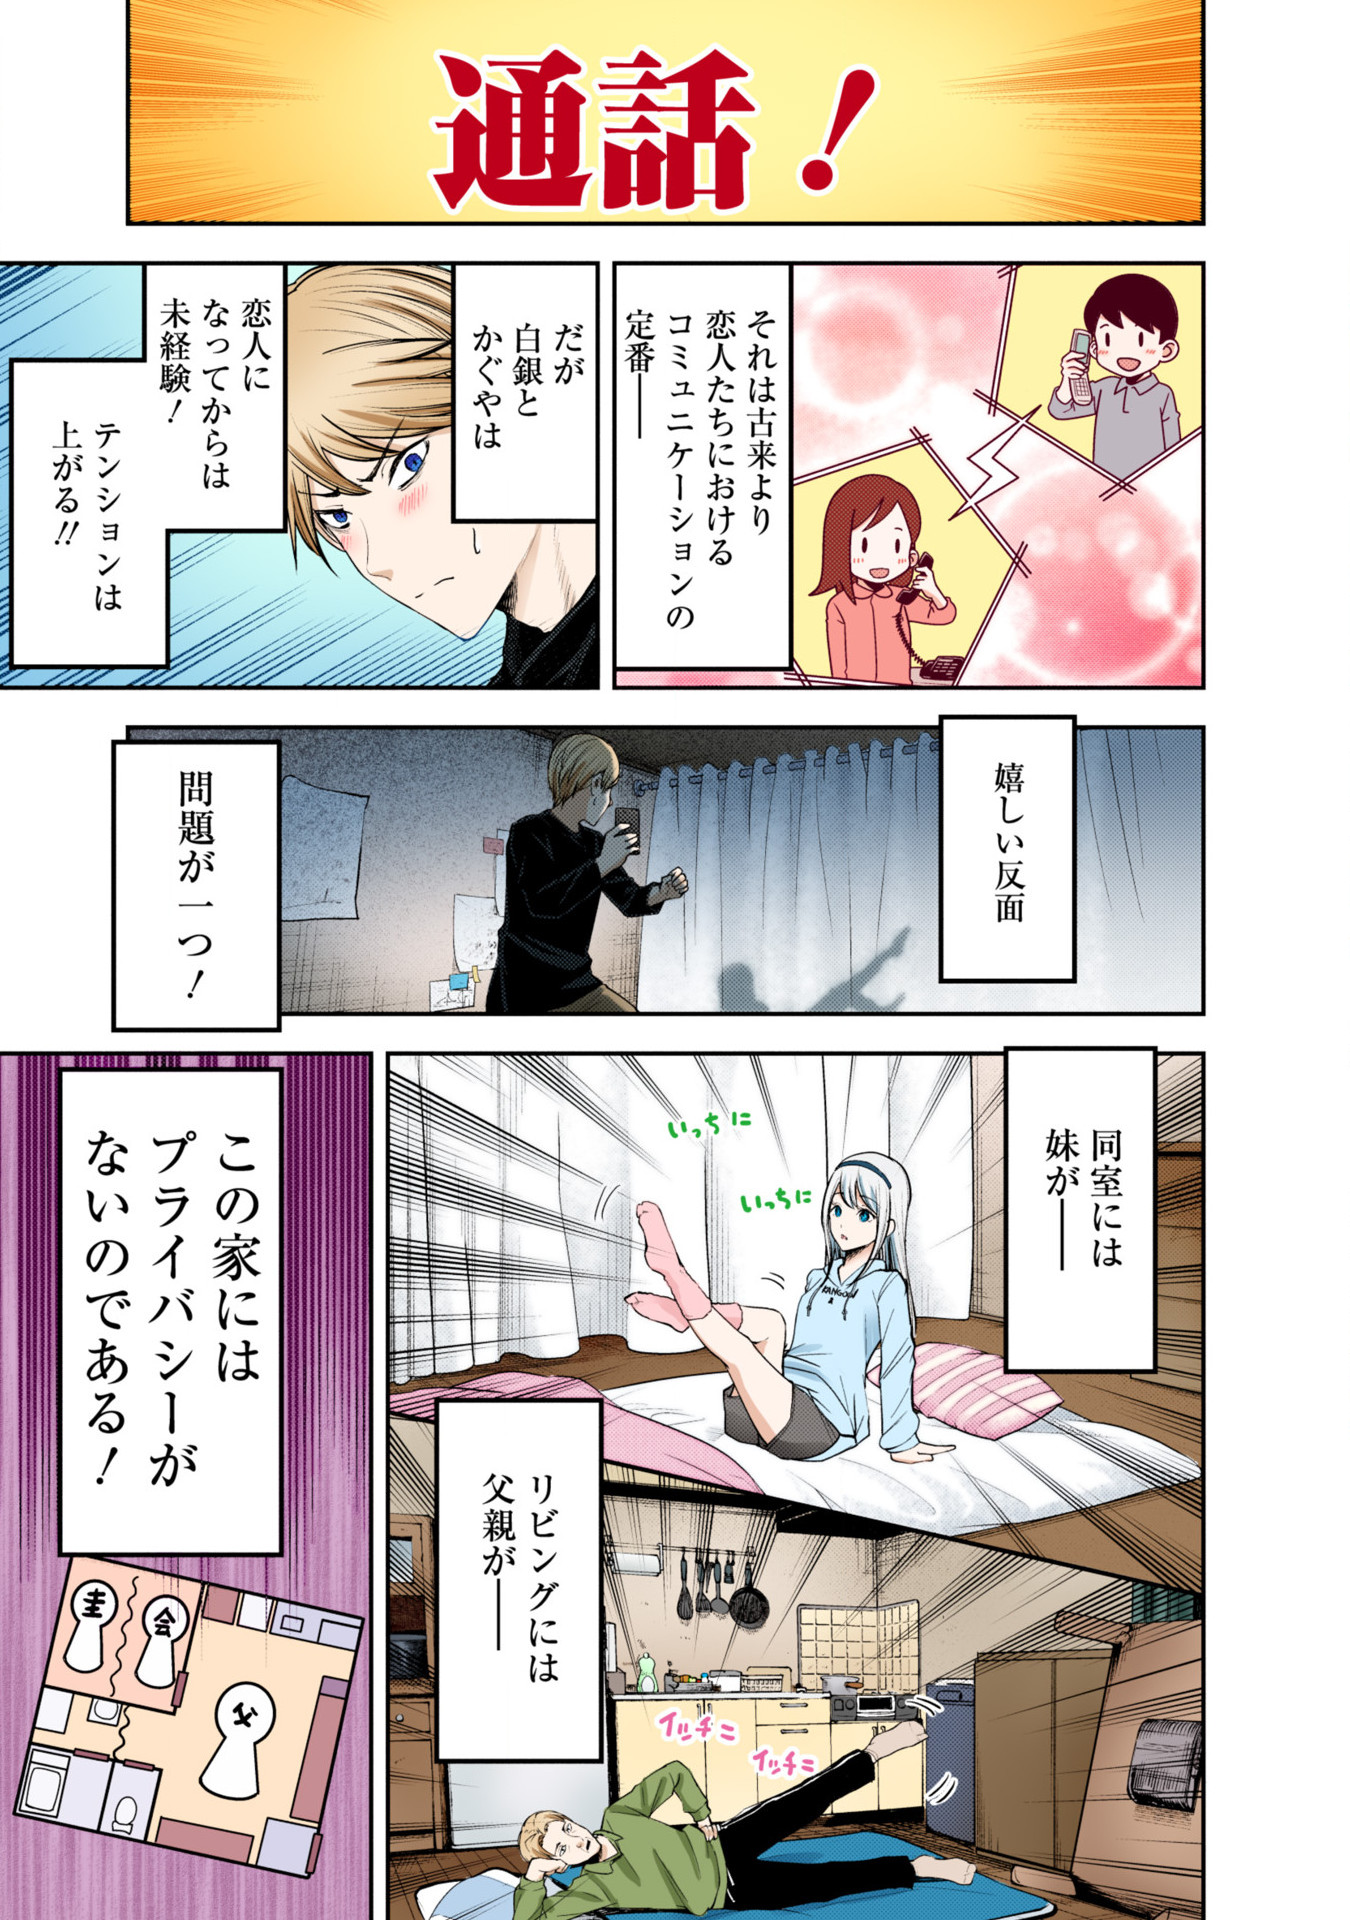 通話！
それは古来より
恋人たちにおける
コミュニケーションの
定番――
だが
白銀と
かぐやは
恋人に
なってからは
未経験！
テンションは
上がる!!
嬉しい反面
問題が一つ！
同室には
妹が――
いっちに
いっちに
KANGOOL
リビングには
父親が――
イッチニ
イッチニ
この家には
プライバシーが
ないのである！
圭
会
父